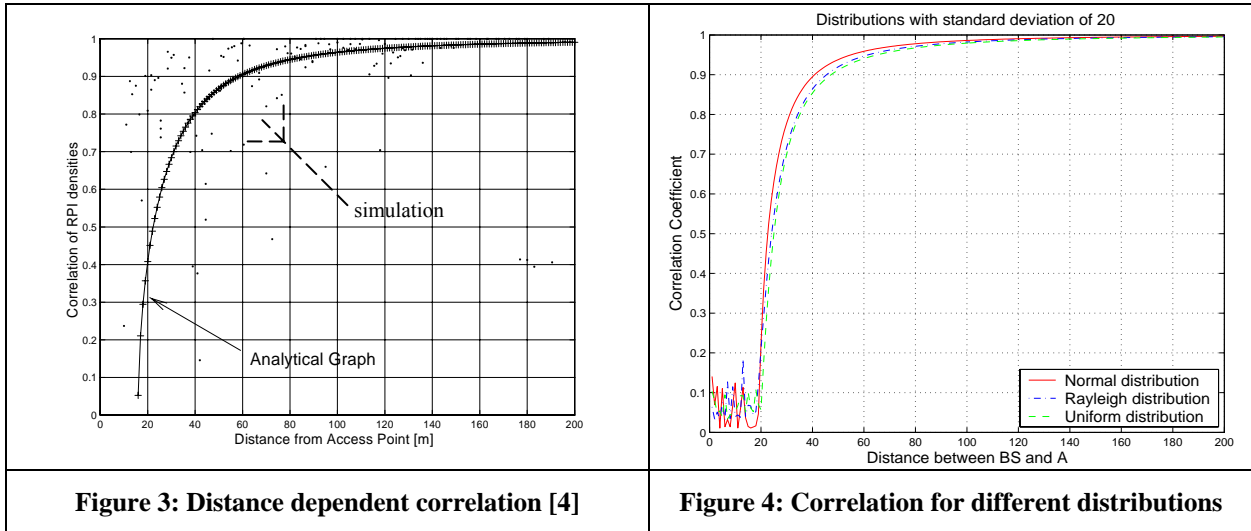 1
0.9
0.8
0.7
0.6
0.5
0.4
0.3
0.2
0.1
0
Correlation of RPI densities
simulation
Analytical Graph
0 20 40 60 80 100 120 140 160 180 200
Distance from Access Point [m]
Figure 3: Distance dependent correlation [4]
Distributions with standard deviation of 20
1
0.9
0.8
0.7
0.6
0.5
0.4
0.3
0.2
0.1
0
Correlation Coefficient
Normal distribution
Rayleigh distribution
Uniform distribution
0 20 40 60 80 100 120 140 160 180 200
Distance between BS and A
Figure 4: Correlation for different distributions